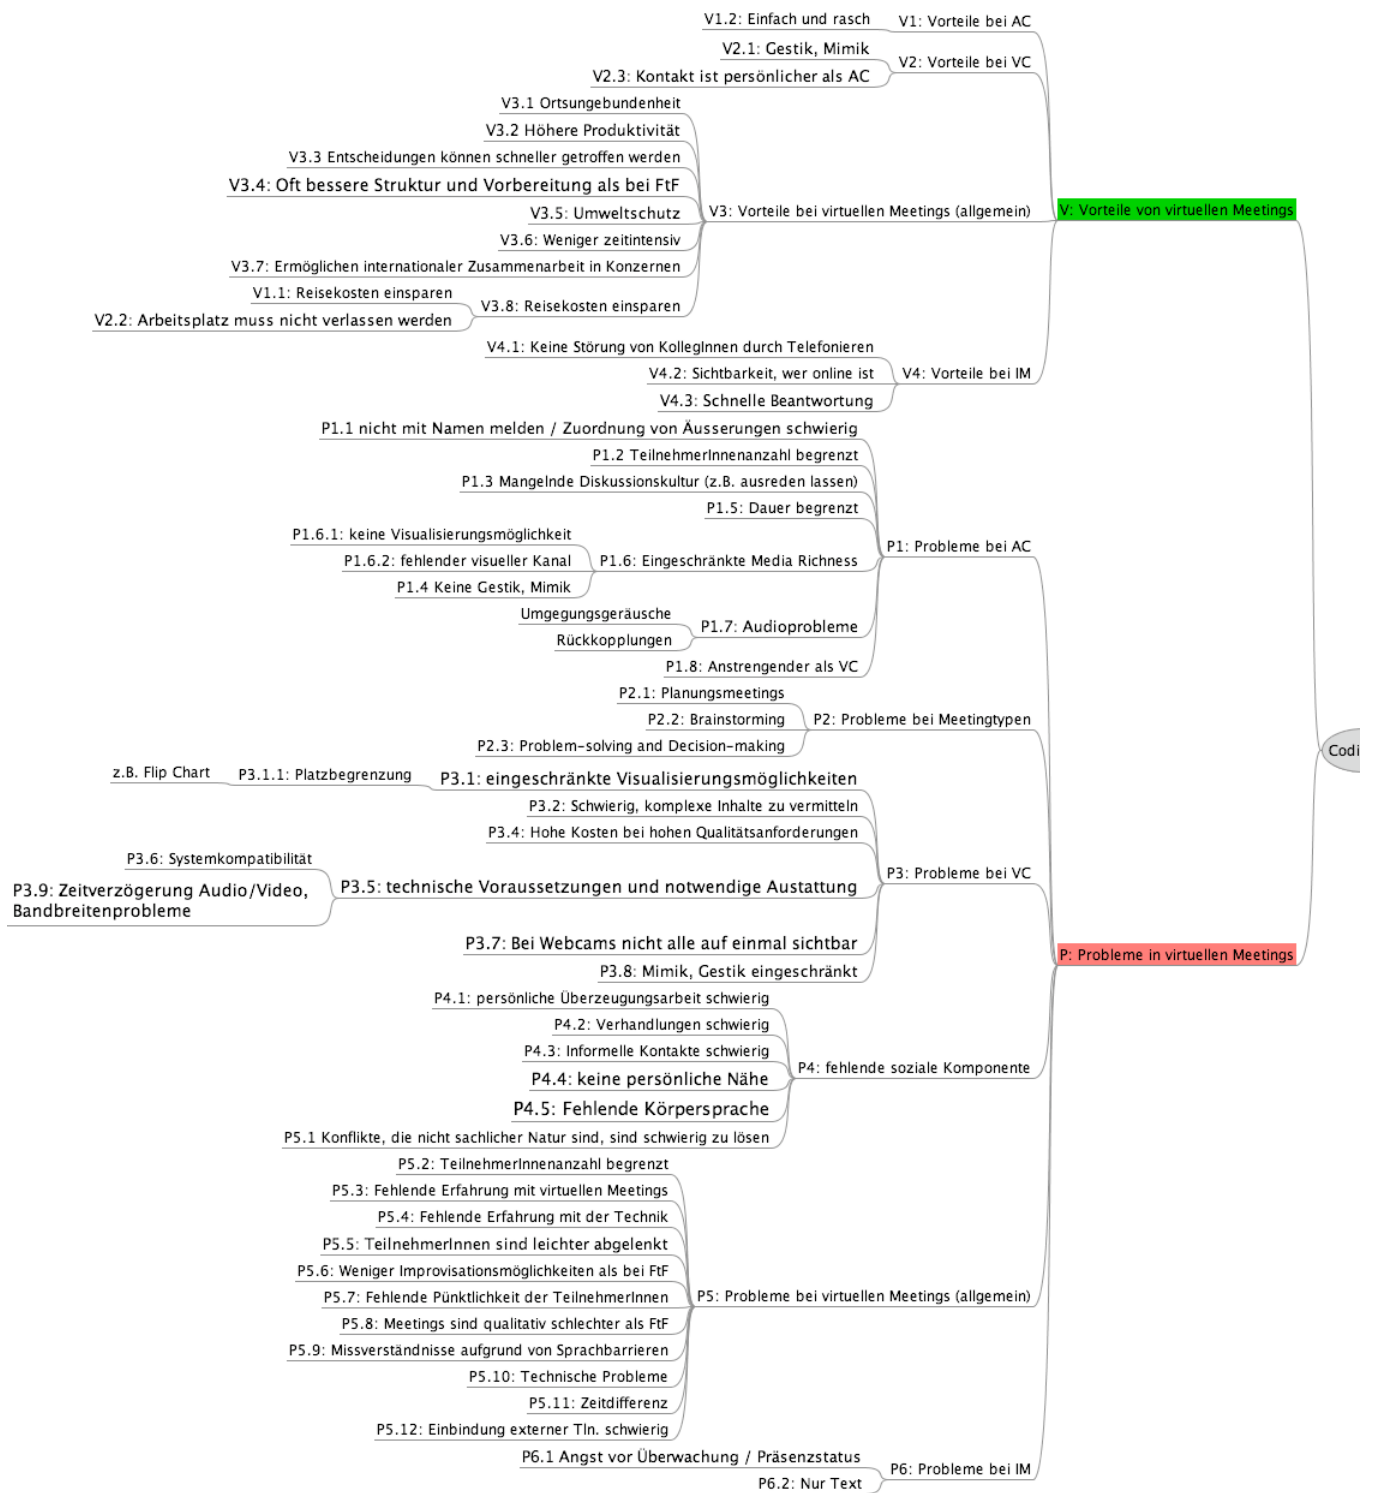 V1.2: Einfach und rasch
V1: Vorteile bei AC
V2.1: Gestik, Mimik
V2: Vorteile bei VC
V2.3: Kontakt ist persönlicher als AC
V3.1 Ortsungebundenheit
V3.2 Höhere Produktivität
V3.3 Entscheidungen können schneller getroffen werden
V3.4: Oft bessere Struktur und Vorbereitung als bei FtF
V: Vorteile von virtuellen Meetings
V3: Vorteile bei virtuellen Meetings (allgemein)
V3.5: Umweltschutz
V3.6: Weniger zeitintensiv
V3.7: Ermöglichen internationaler Zusammenarbeit in Konzernen
V1.1: Reisekosten einsparen
V3.8: Reisekosten einsparen
V2.2: Arbeitsplatz muss nicht verlassen werden
V4.1: Keine Störung von KollegInnen durch Telefonieren
V4.2: Sichtbarkeit, wer online ist
V4: Vorteile bei IM
V4.3: Schnelle Beantwortung
P1.1 nicht mit Namen melden / Zuordnung von Äusserungen schwierig
P1.2 TeilnehmerInnenanzahl begrenzt
P1.3 Mangelnde Diskussionskultur (z.B. ausreden lassen)
P1.5: Dauer begrenzt
P1.6.1: keine Visualisierungsmöglichkeit
P1: Probleme bei AC
P1.6.2: fehlender visueller Kanal
P1.6: Eingeschränkte Media Richness
P1.4 Keine Gestik, Mimik
Umgegungsgeräusche
P1.7: Audioprobleme
Rückkopplungen
P1.8: Anstrengender als VC
P2.1: Planungsmeetings
P2.2: Brainstorming
P2: Probleme bei Meetingtypen
P2.3: Problem-solving and Decision-making
Codi
z.B. Flip Chart
P3.1.1: Platzbegrenzung
P3.1: eingeschränkte Visualisierungsmöglichkeiten
P3.2: Schwierig, komplexe Inhalte zu vermitteln
P3.4: Hohe Kosten bei hohen Qualitätsanforderungen
P3.6: Systemkompatibilität
P3: Probleme bei VC
P3.5: technische Voraussetzungen und notwendige Austattung
P3.9: Zeitverzögerung Audio/Video,
Bandbreitenprobleme
P3.7: Bei Webcams nicht alle auf einmal sichtbar
P: Probleme in virtuellen Meetings
P3.8: Mimik, Gestik eingeschränkt
P4.1: persönliche Überzeugungsarbeit schwierig
P4.2: Verhandlungen schwierig
P4.3: Informelle Kontakte schwierig
P4: fehlende soziale Komponente
P4.4: keine persönliche Nähe
P4.5: Fehlende Körpersprache
P5.1 Konflikte, die nicht sachlicher Natur sind, sind schwierig zu lösen
P5.2: TeilnehmerInnenanzahl begrenzt
P5.3: Fehlende Erfahrung mit virtuellen Meetings
P5.4: Fehlende Erfahrung mit der Technik
P5.5: TeilnehmerInnen sind leichter abgelenkt
P5.6: Weniger Improvisationsmöglichkeiten als bei FtF
P5: Probleme bei virtuellen Meetings (allgemein)
P5.7: Fehlende Pünktlichkeit der TeilnehmerInnen
P5.8: Meetings sind qualitativ schlechter als FtF
P5.9: Missverständnisse aufgrund von Sprachbarrieren
P5.10: Technische Probleme
P5.11: Zeitdifferenz
P5.12: Einbindung externer Tln. schwierig
P6.1 Angst vor Überwachung / Präsenzstatus
P6: Probleme bei IM
P6.2: Nur Text